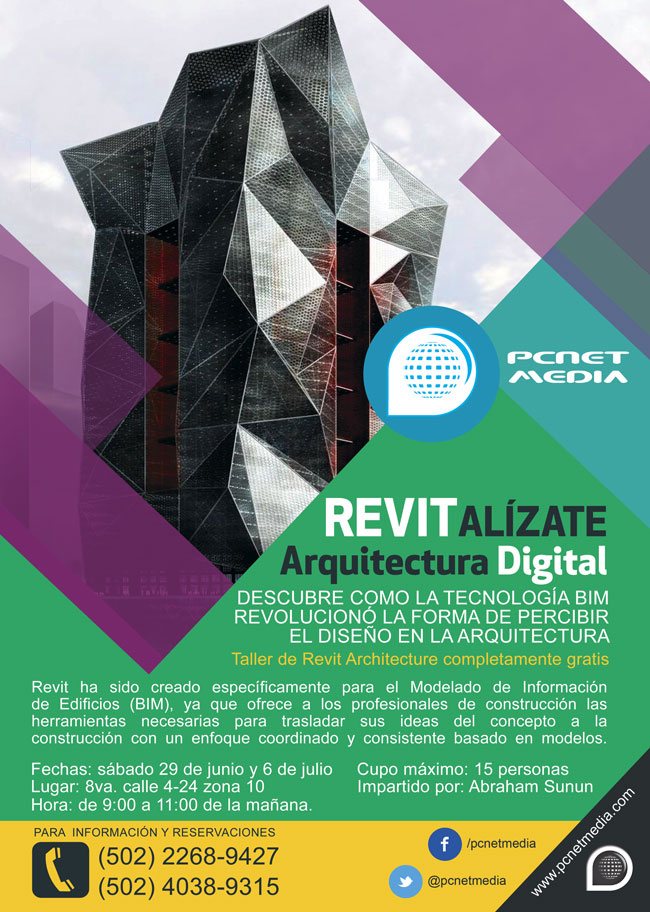 PCNET
MEDIA
REVITALÍZATE
Arquitectura Digital
DESCUBRE COMO LA TECNOLOGÍA BIM
REVOLUCIONÓ LA FORMA DE PERCIBIR
EL DISEÑO EN LA ARQUITECTURA
Taller de Revit Architecture completamente gratis
Revit ha sido creado específicamente para el Modelado de Información
de Edificios (BIM), ya que ofrece a los profesionales de construcción las
herramientas necesarias para trasladar sus ideas del concepto a la
construcción con un enfoque coordinado y consistente basado en modelos.
Fechas: sábado 29 de junio y 6 de julio
Lugar: 8va. calle 4-24 zona 10
Hora: de 9:00 a 11:00 de la mañana.
Cupo máximo: 15 personas
Impartido por: Abraham Sunun
PARA INFORMACIÓN Y RESERVACIONES
(502) 2268-9427
(502) 4038-9315
/pcnetmedia
@pcnetmedia
www.pcnetmedia.com